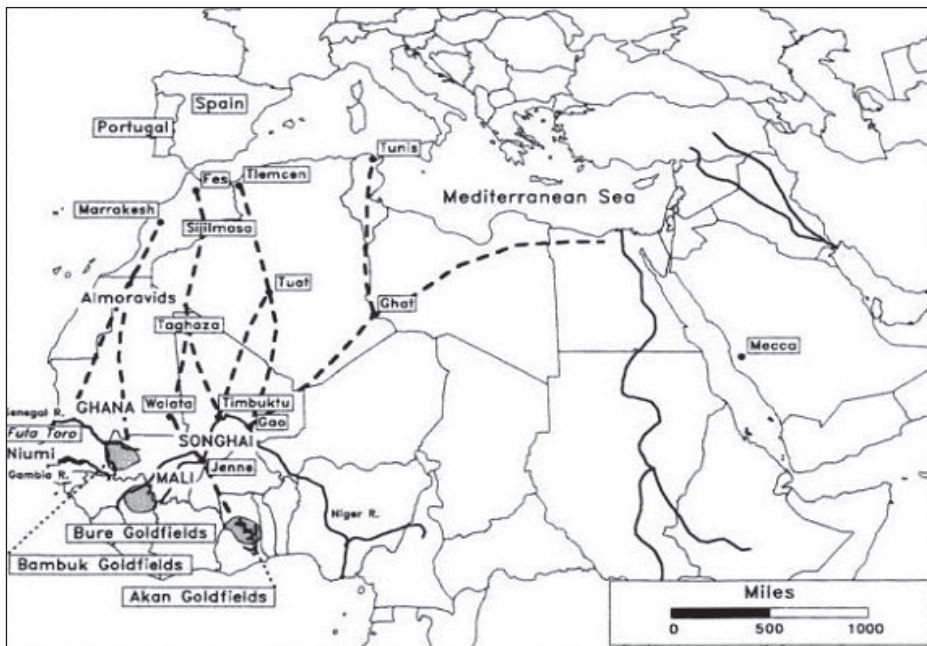 Spain
Portugal
Tunis
Fes
Tlemcen
Mediterranean Sea
Marrakesh
Sijilmasa
Almoravids
Tuat
Ghat
Taghaza
Mecca
GHANA
Walata
Timbuktu
Gao
Senegal R.
Futa Toro
SONGHAI
Niumi
Jenne
Gambia R.
MALI
Niger R.
Bure Goldfields
Bambuk Goldfields
Akan Goldfields
Miles
0 500 1000